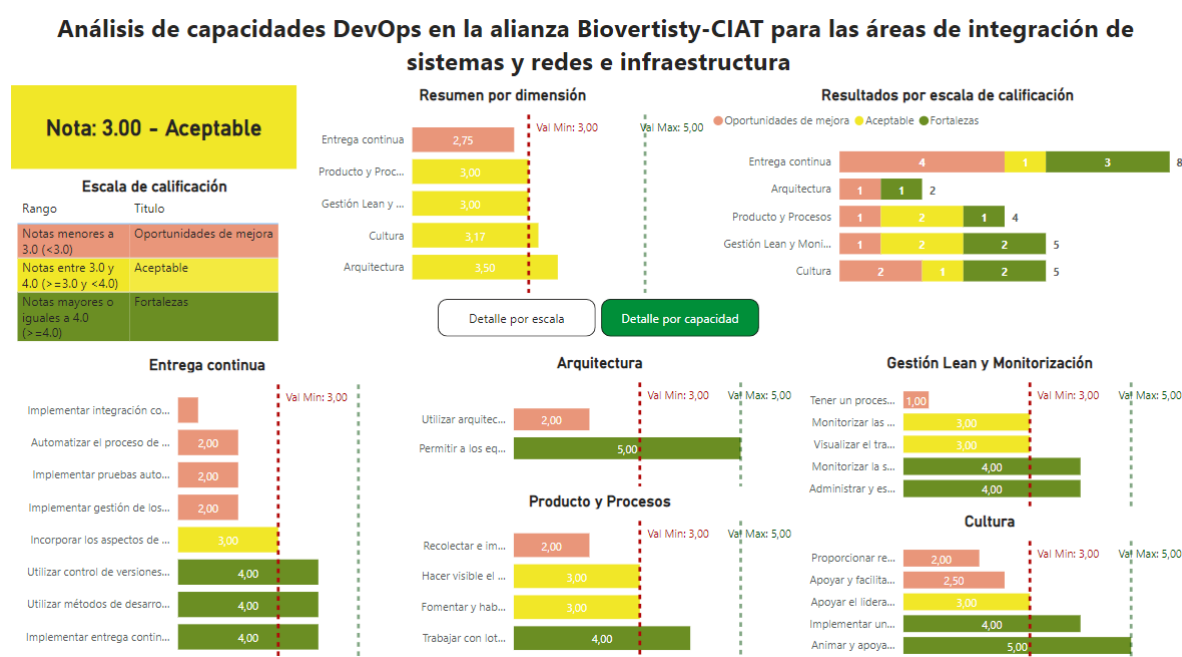 Análisis de capacidades DevOps en la alianza Biovertisty-CIAT para las áreas de integración de
sistemas y redes e infraestructura
Nota: 3.00 - Aceptable
Escala de calificación
Rango Titulo
Notas menores a Oportunidades de mejora
3.0 (<3.0)
Notas entre 3.0 y Aceptable
4.0 (>=3.0 y <4.0)
Notas mayores o Fortalezas
iguales a 4.0
(>=4.0)
Resumen por dimensión
Val Min: 3,00 Val Max: 5,00
Entrega continua 2,75
Producto y Proc... 3,00
Gestión Lean y ... 3,00
Cultura 3,17
Arquitectura 3,50
Resultados por escala de calificación
Oportunidades de mejora Aceptable Fortalezas
Entrega continua 4 1 3 8
Arquitectura 1 1 2
Producto y Procesos 1 2 1 4
Gestión Lean y Moni... 1 2 2 5
Cultura 2 1 2 5
Detalle por escala
Detalle por capacidad
Entrega continua
Val Min: 3,00
Implementar integración co...
Automatizar el proceso de ... 2,00
Implementar pruebas auto... 2,00
Implementar gestión de los... 2,00
Incorporar los aspectos de ... 3,00
Utilizar control de versiones... 4,00
Utilizar métodos de desarro... 4,00
Implementar entrega contin... 4,00
Arquitectura
Val Min: 3,00 Val Max: 5,00
Utilizar arquitec... 2,00
Permitir a los eq... 5,00
Producto y Procesos
Val Min: 3,00 Val Max: 5,00
Recolectar e im... 2,00
Hacer visible el ... 3,00
Fomentar y hab... 3,00
Trabajar con lot... 4,00
Gestión Lean y Monitorización
Val Min: 3,00 Val Max: 5,00
Tener un proces... 1,00
Monitorizar las ... 3,00
Visualizar el tra... 3,00
Monitorizar la s... 4,00
Administrar y es... 4,00
Cultura
Val Min: 3,00 Val Max: 5,00
Proporcionar re... 2,00
Apoyar y facilita... 2,50
Apoyar el lidera... 3,00
Implementar un... 4,00
Animar y apoya... 5,00